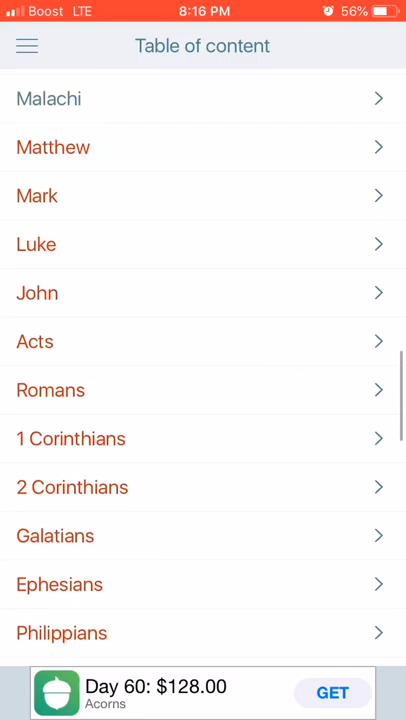 Boost LTE 8:16 PM 56%
Table of content
Malachi
Matthew
Mark
Luke
John
Acts
Romans
1 Corinthians
2 Corinthians
Galatians
Ephesians
Philippians
Day 60: $128.00
Acorns
GET